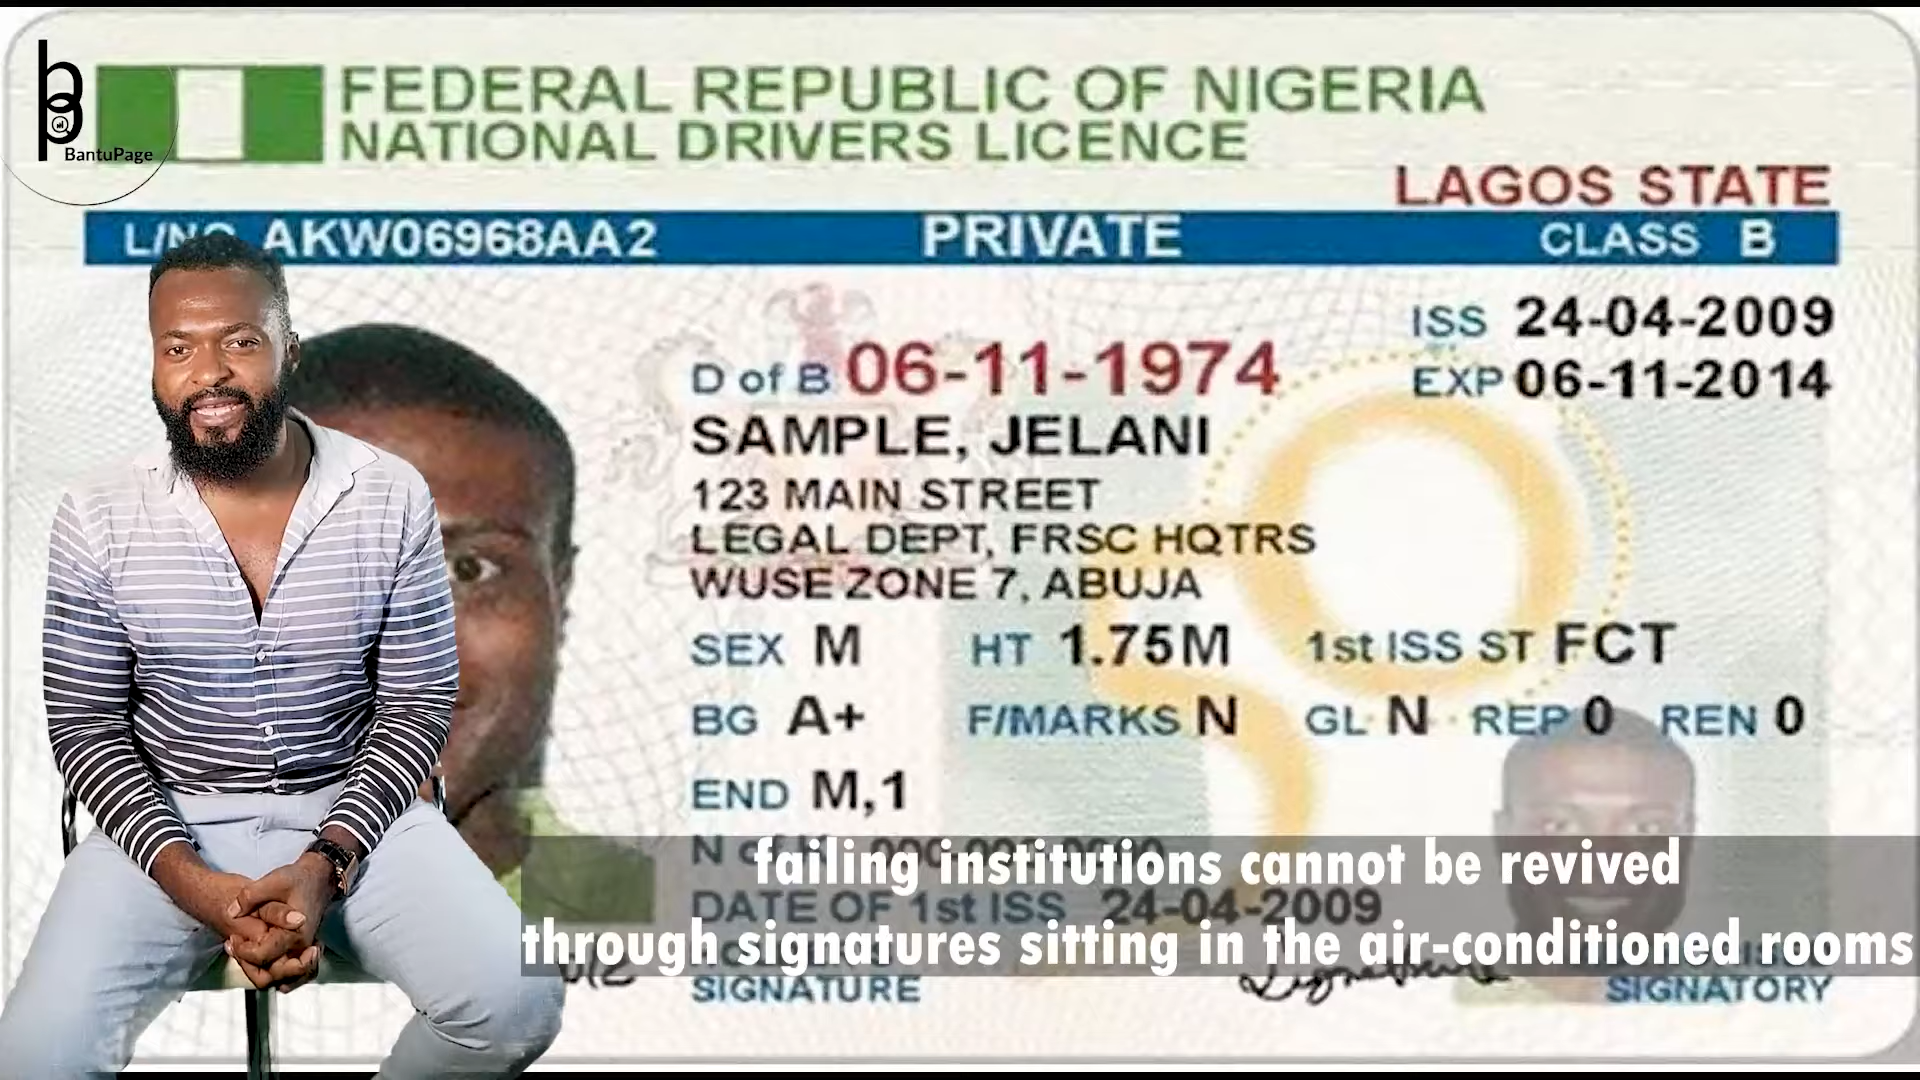 BantuPage
FEDERAL REPUBLIC OF NIGERIA
NATIONAL DRIVERS LICENCE
LAGOS STATE
L/NO AKW06968AA2 PRIVATE CLASS B
ISS 24-04-2009
D of B 06-11-1974 EXP 06-11-2014
SAMPLE, JELANI
123 MAIN STREET
LEGAL DEPT, FRSC HQTRS
WUSE ZONE 7, ABUJA
SEX M HT 1.75M 1st ISS ST FCT
BG A+ F/MARKS N GL N REP 0 REN 0
END M,1
failing institutions cannot be revived
DATE OF 1st ISS 24-04-2009
through signatures sitting in the air-conditioned rooms
SIGNATURE SIGNATORY